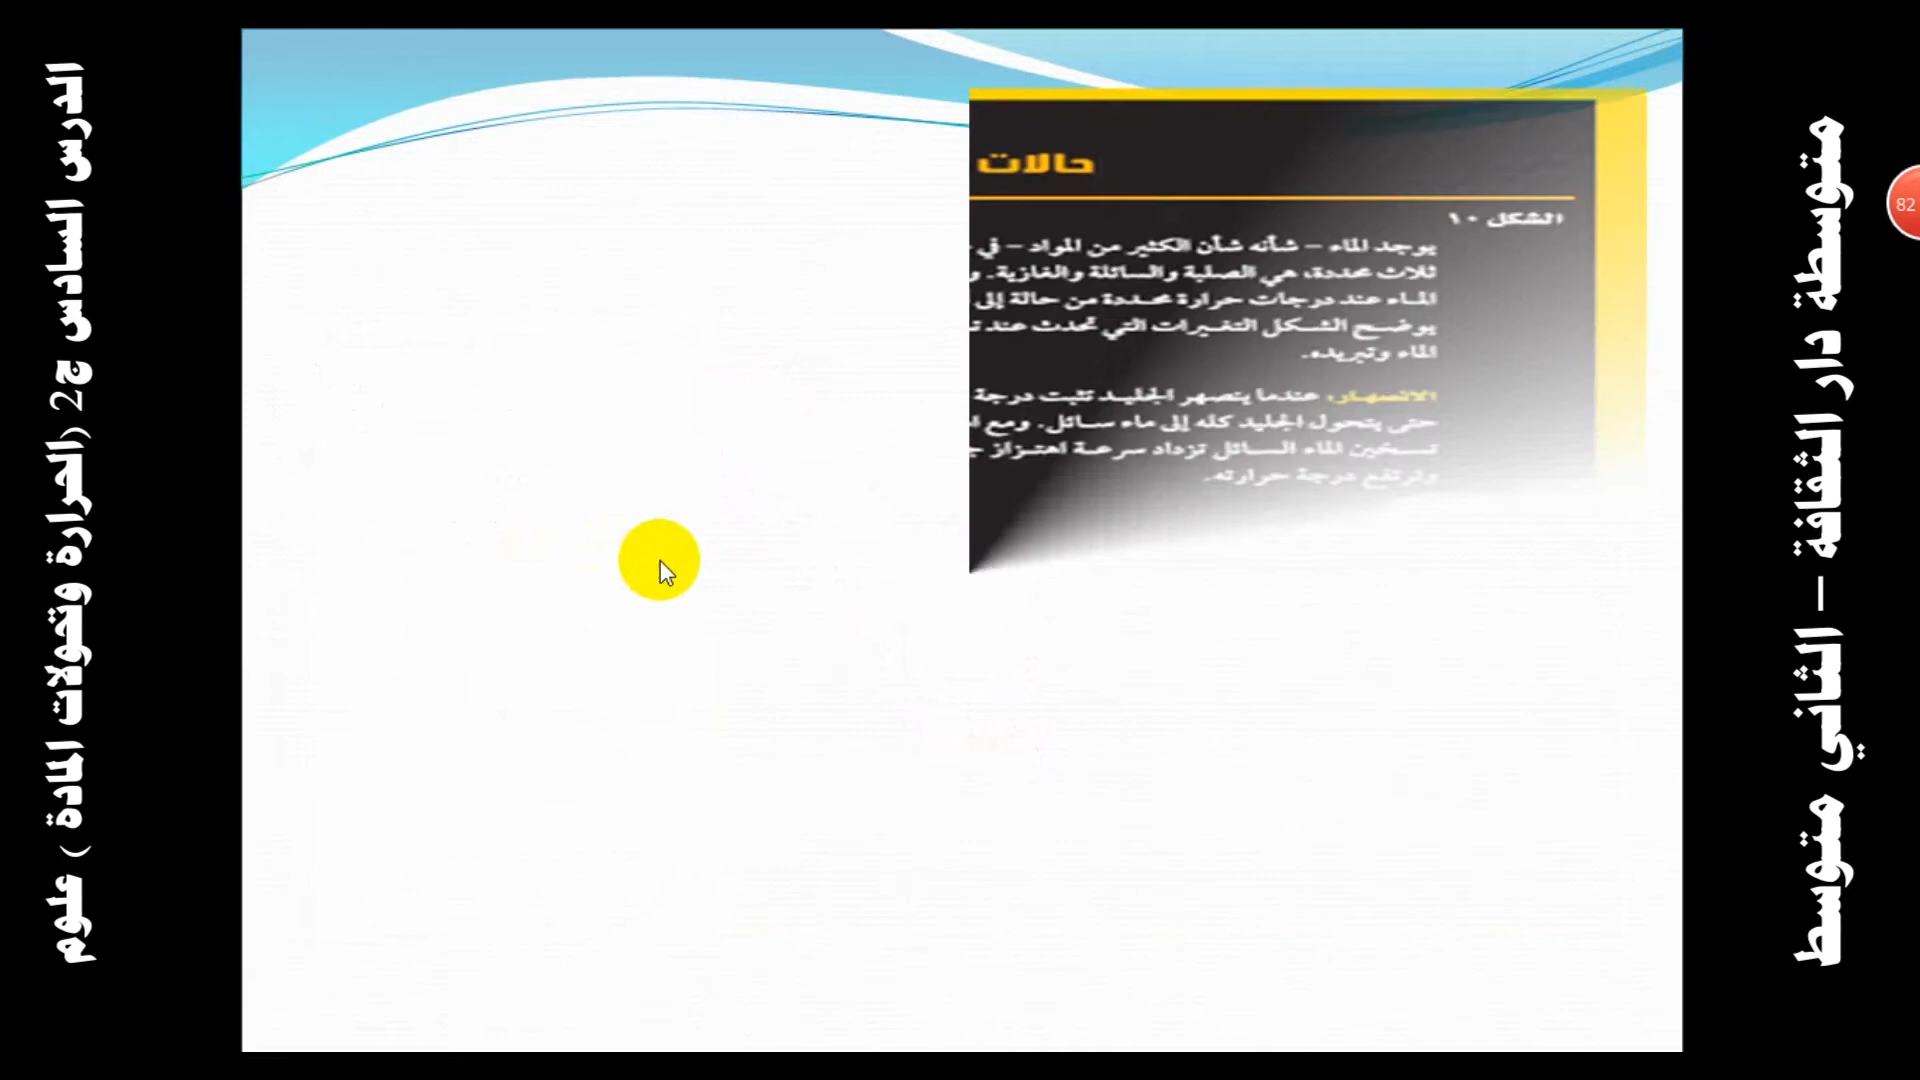 متوسطة دار الثقافة – الثاني متوسط
82
حالات
الشكل ١٠
يوجد الماء – شأنه شأن الكثير من المواد – في
ثلاث محددة، هي الصلبة والسائلة والغازية.
الماء عند درجات حرارة محددة من حالة إلى
يوضح الشكل التغيرات التي تحدث عند
الماء وتبريده.
الانصهار: عندما ينصهر الجليد تثبت درجة
حتى يتحول الجليد كله إلى ماء سائل. ومع
تسخين الماء السائل تزداد سرعة اهتزاز
وترتفع درجة حرارته.
الدرس السادس ج2 (الحرارة وتحولات المادة ) علوم